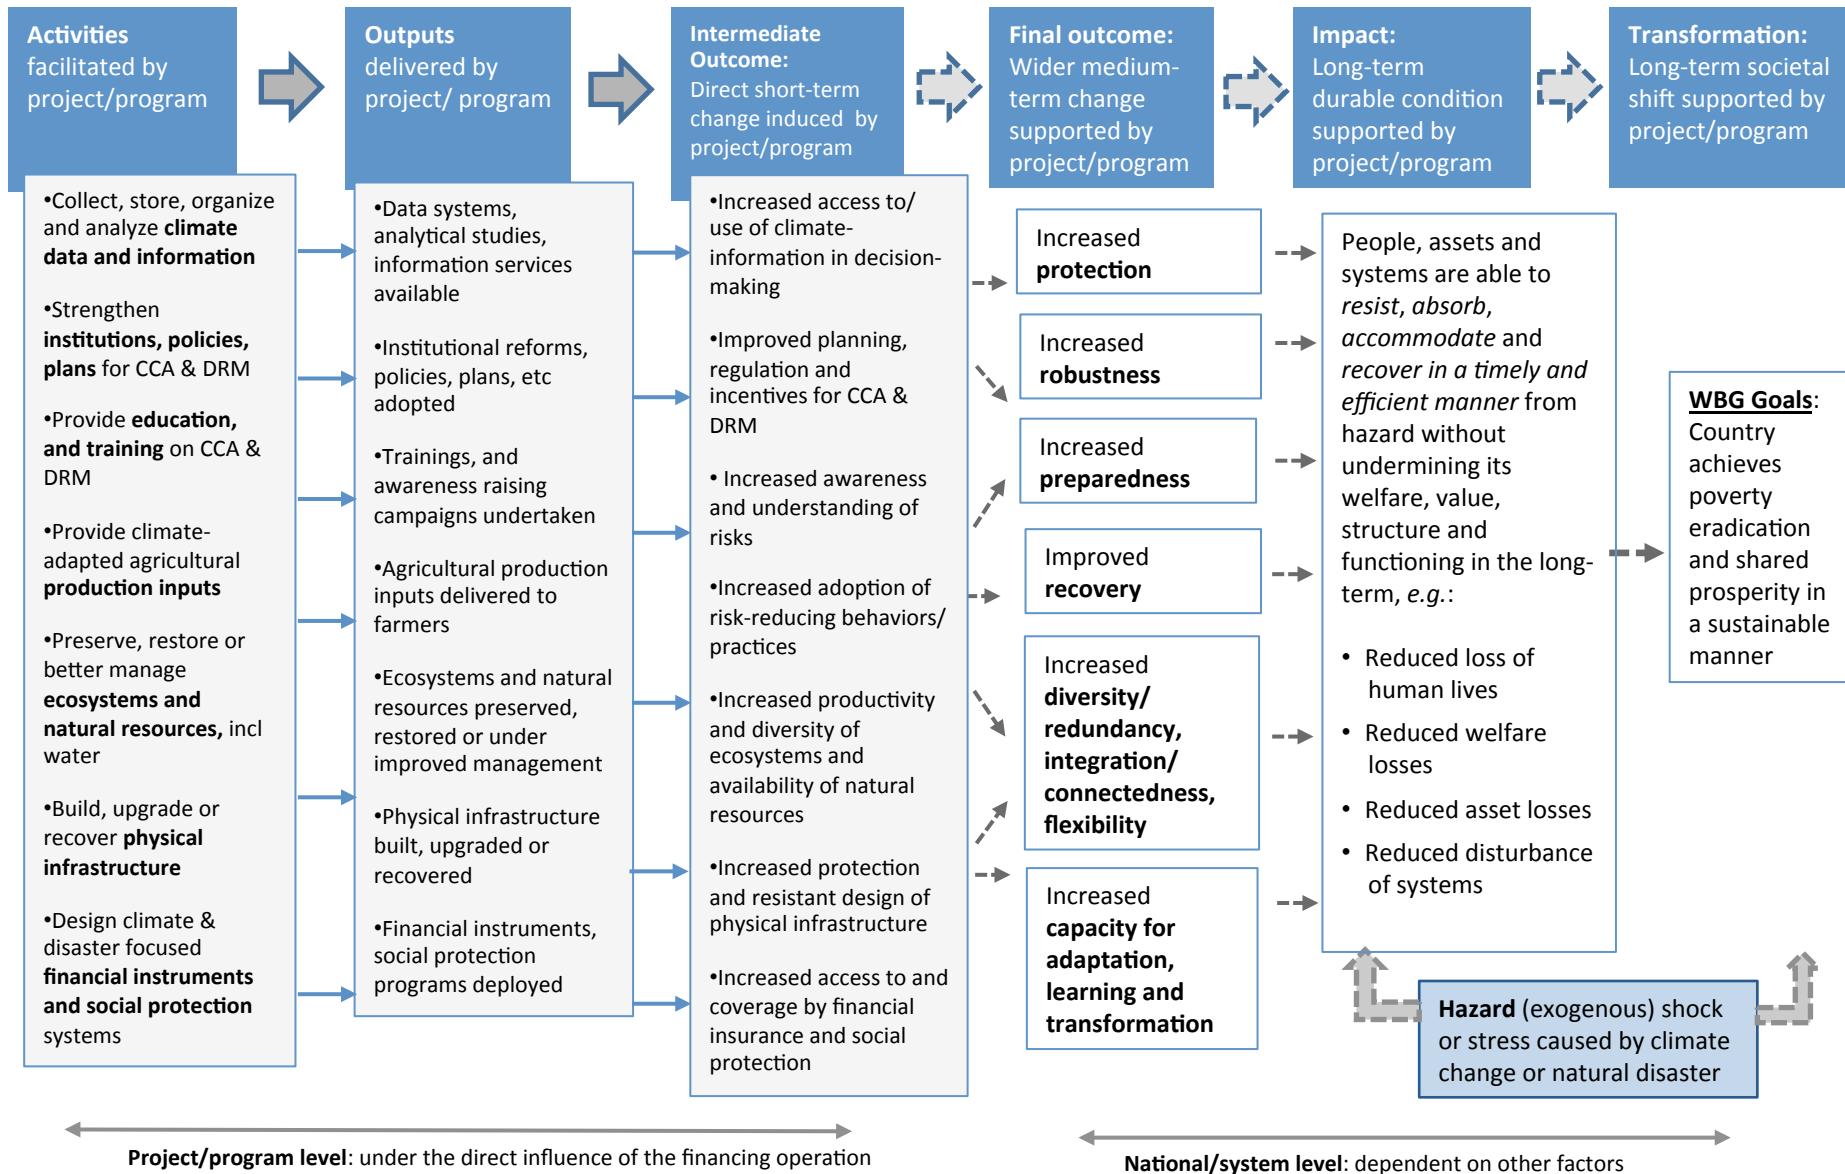 Activities
facilitated by
project/program
Outputs
delivered by
project/ program
Intermediate
Outcome:
Direct short-term
change induced  by
project/program
Final outcome:
Wider medium-
term change
supported by
project/program
Impact:
Long-term
durable condition
supported by
project/program
Transformation:
Long-term societal
shift supported by
project/program
•Collect, store, organize
and analyze climate
data and information
•Strengthen
institutions, policies,
plans for CCA & DRM
•Provide education,
and training on CCA &
DRM
•Provide climate-
adapted agricultural
production inputs
•Preserve, restore or
better manage
ecosystems and
natural resources, incl
water
•Build, upgrade or
recover physical
infrastructure
•Design climate &
disaster focused
financial instruments
and social protection
systems
•Data systems,
analytical studies,
information services
available
•Institutional reforms,
policies, plans, etc
adopted
•Trainings, and
awareness raising
campaigns undertaken
•Agricultural production
inputs delivered to
farmers
•Ecosystems and natural
resources preserved,
restored or under
improved management
•Physical infrastructure
built, upgraded or
recovered
•Financial instruments,
social protection
programs deployed
•Increased access to/
use of climate-
information in decision-
making
•Improved planning,
regulation and
incentives for CCA &
DRM
• Increased awareness
and understanding of
risks
•Increased adoption of
risk-reducing behaviors/
practices
•Increased productivity
and diversity of
ecosystems and
availability of natural
resources
•Increased protection
and resistant design of
physical infrastructure
•Increased access to and
coverage by financial
insurance and social
protection
Increased
protection
Increased
robustness
Increased
preparedness
Improved
recovery
Increased
diversity/
redundancy,
integration/
connectedness,
flexibility
Increased
capacity for
adaptation,
learning and
transformation
People, assets and
systems are able to
resist, absorb,
accommodate and
recover in a timely and
efficient manner from
hazard without
undermining its
welfare, value,
structure and
functioning in the long-
term, e.g.:
• Reduced loss of
human lives
• Reduced welfare
losses
• Reduced asset losses
• Reduced disturbance
of systems
WBG Goals:
Country
achieves
poverty
eradication
and shared
prosperity in
a sustainable
manner
Hazard (exogenous) shock
or stress caused by climate
change or natural disaster
Project/program level: under the direct influence of the financing operation
National/system level: dependent on other factors